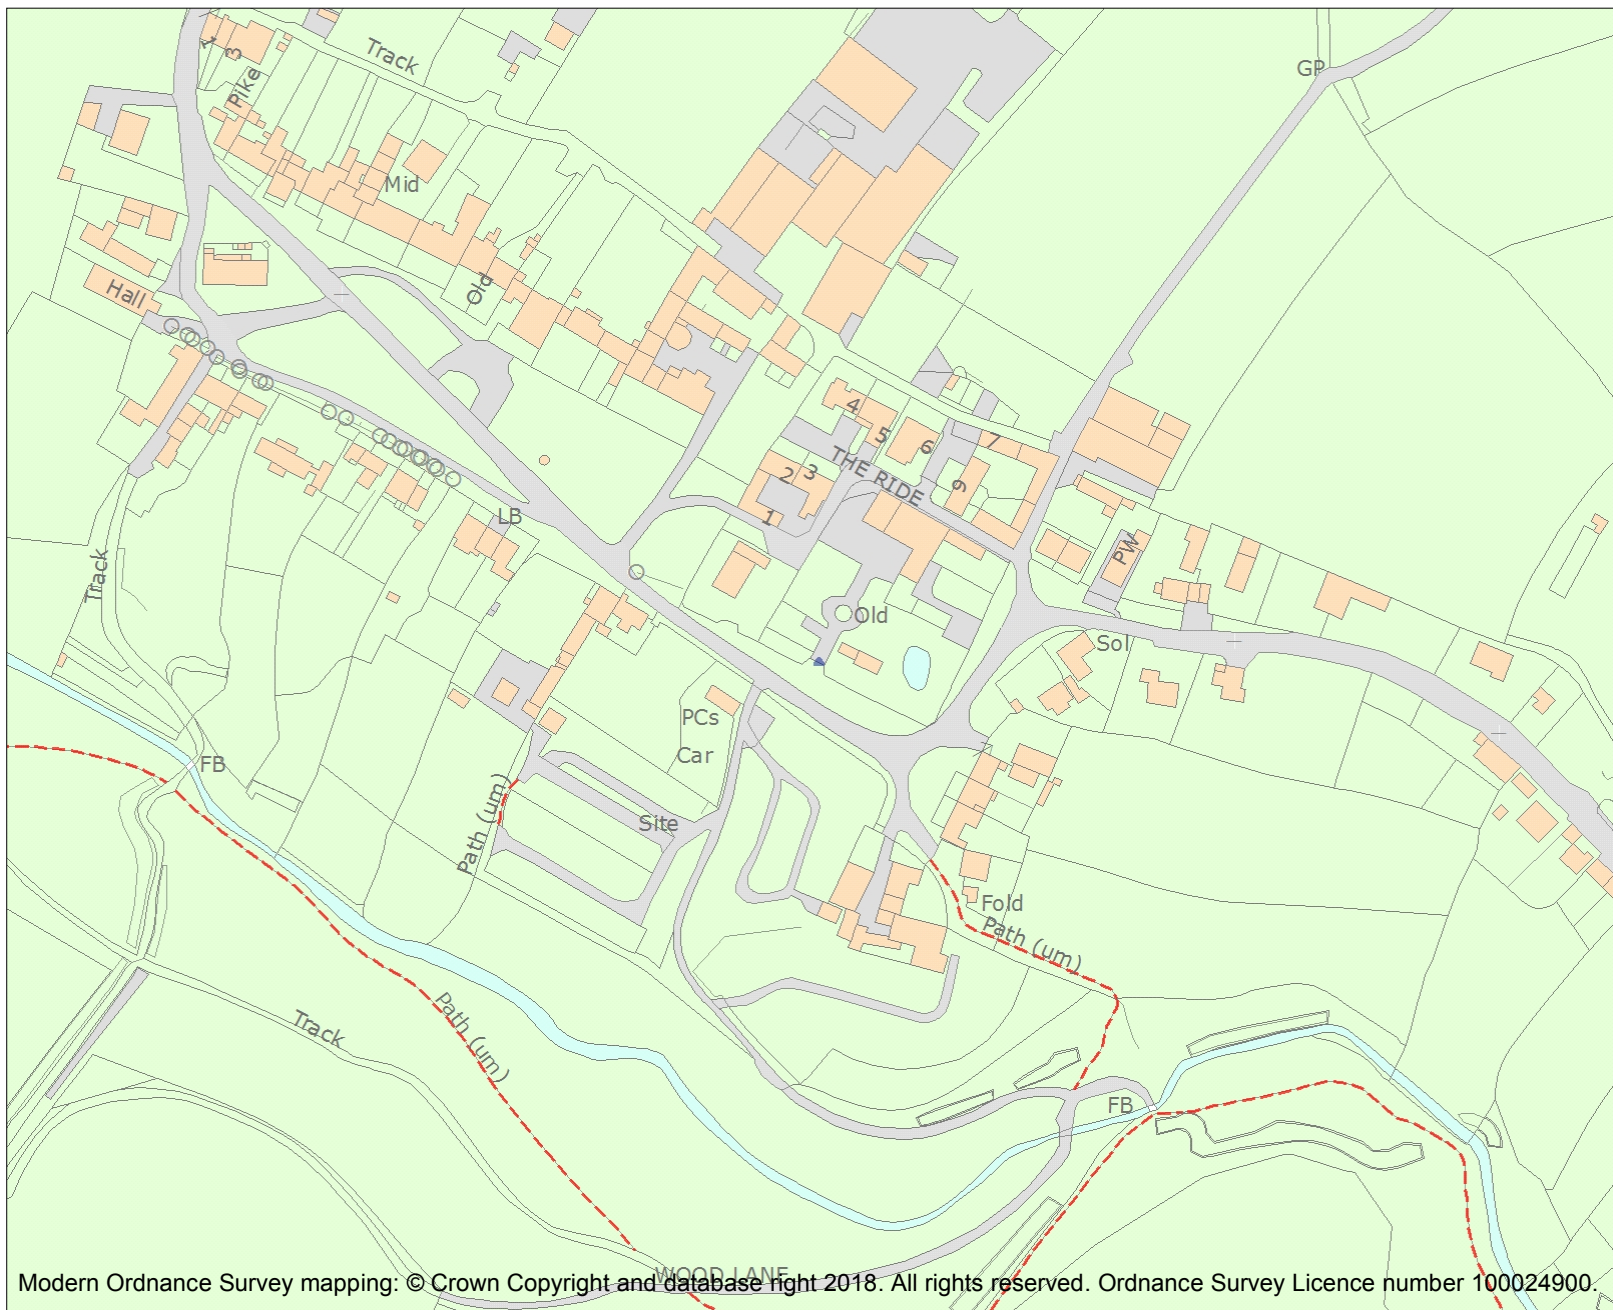 1
3
Pike
Track
GP
Mid
Old
Hall
4
5
6
7
THE RIDE
2
3
9
1
LB
PW
Track
Old
Sol
PCs
Car
FB
Path (um)
Site
Fold
Path (um)
Track
Path (um)
FB
WOOD LANE
Modern Ordnance Survey mapping: © Crown Copyright and database right 2018. All rights reserved. Ordnance Survey Licence number 100024900.